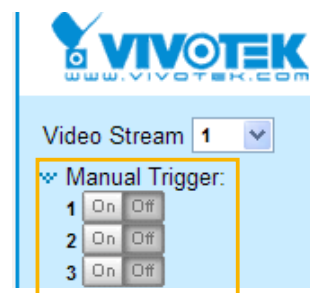 VIVOTEK
www.vivotek.com
Video Stream 1
Manual Trigger:
1 On Off
2 On Off
3 On Off